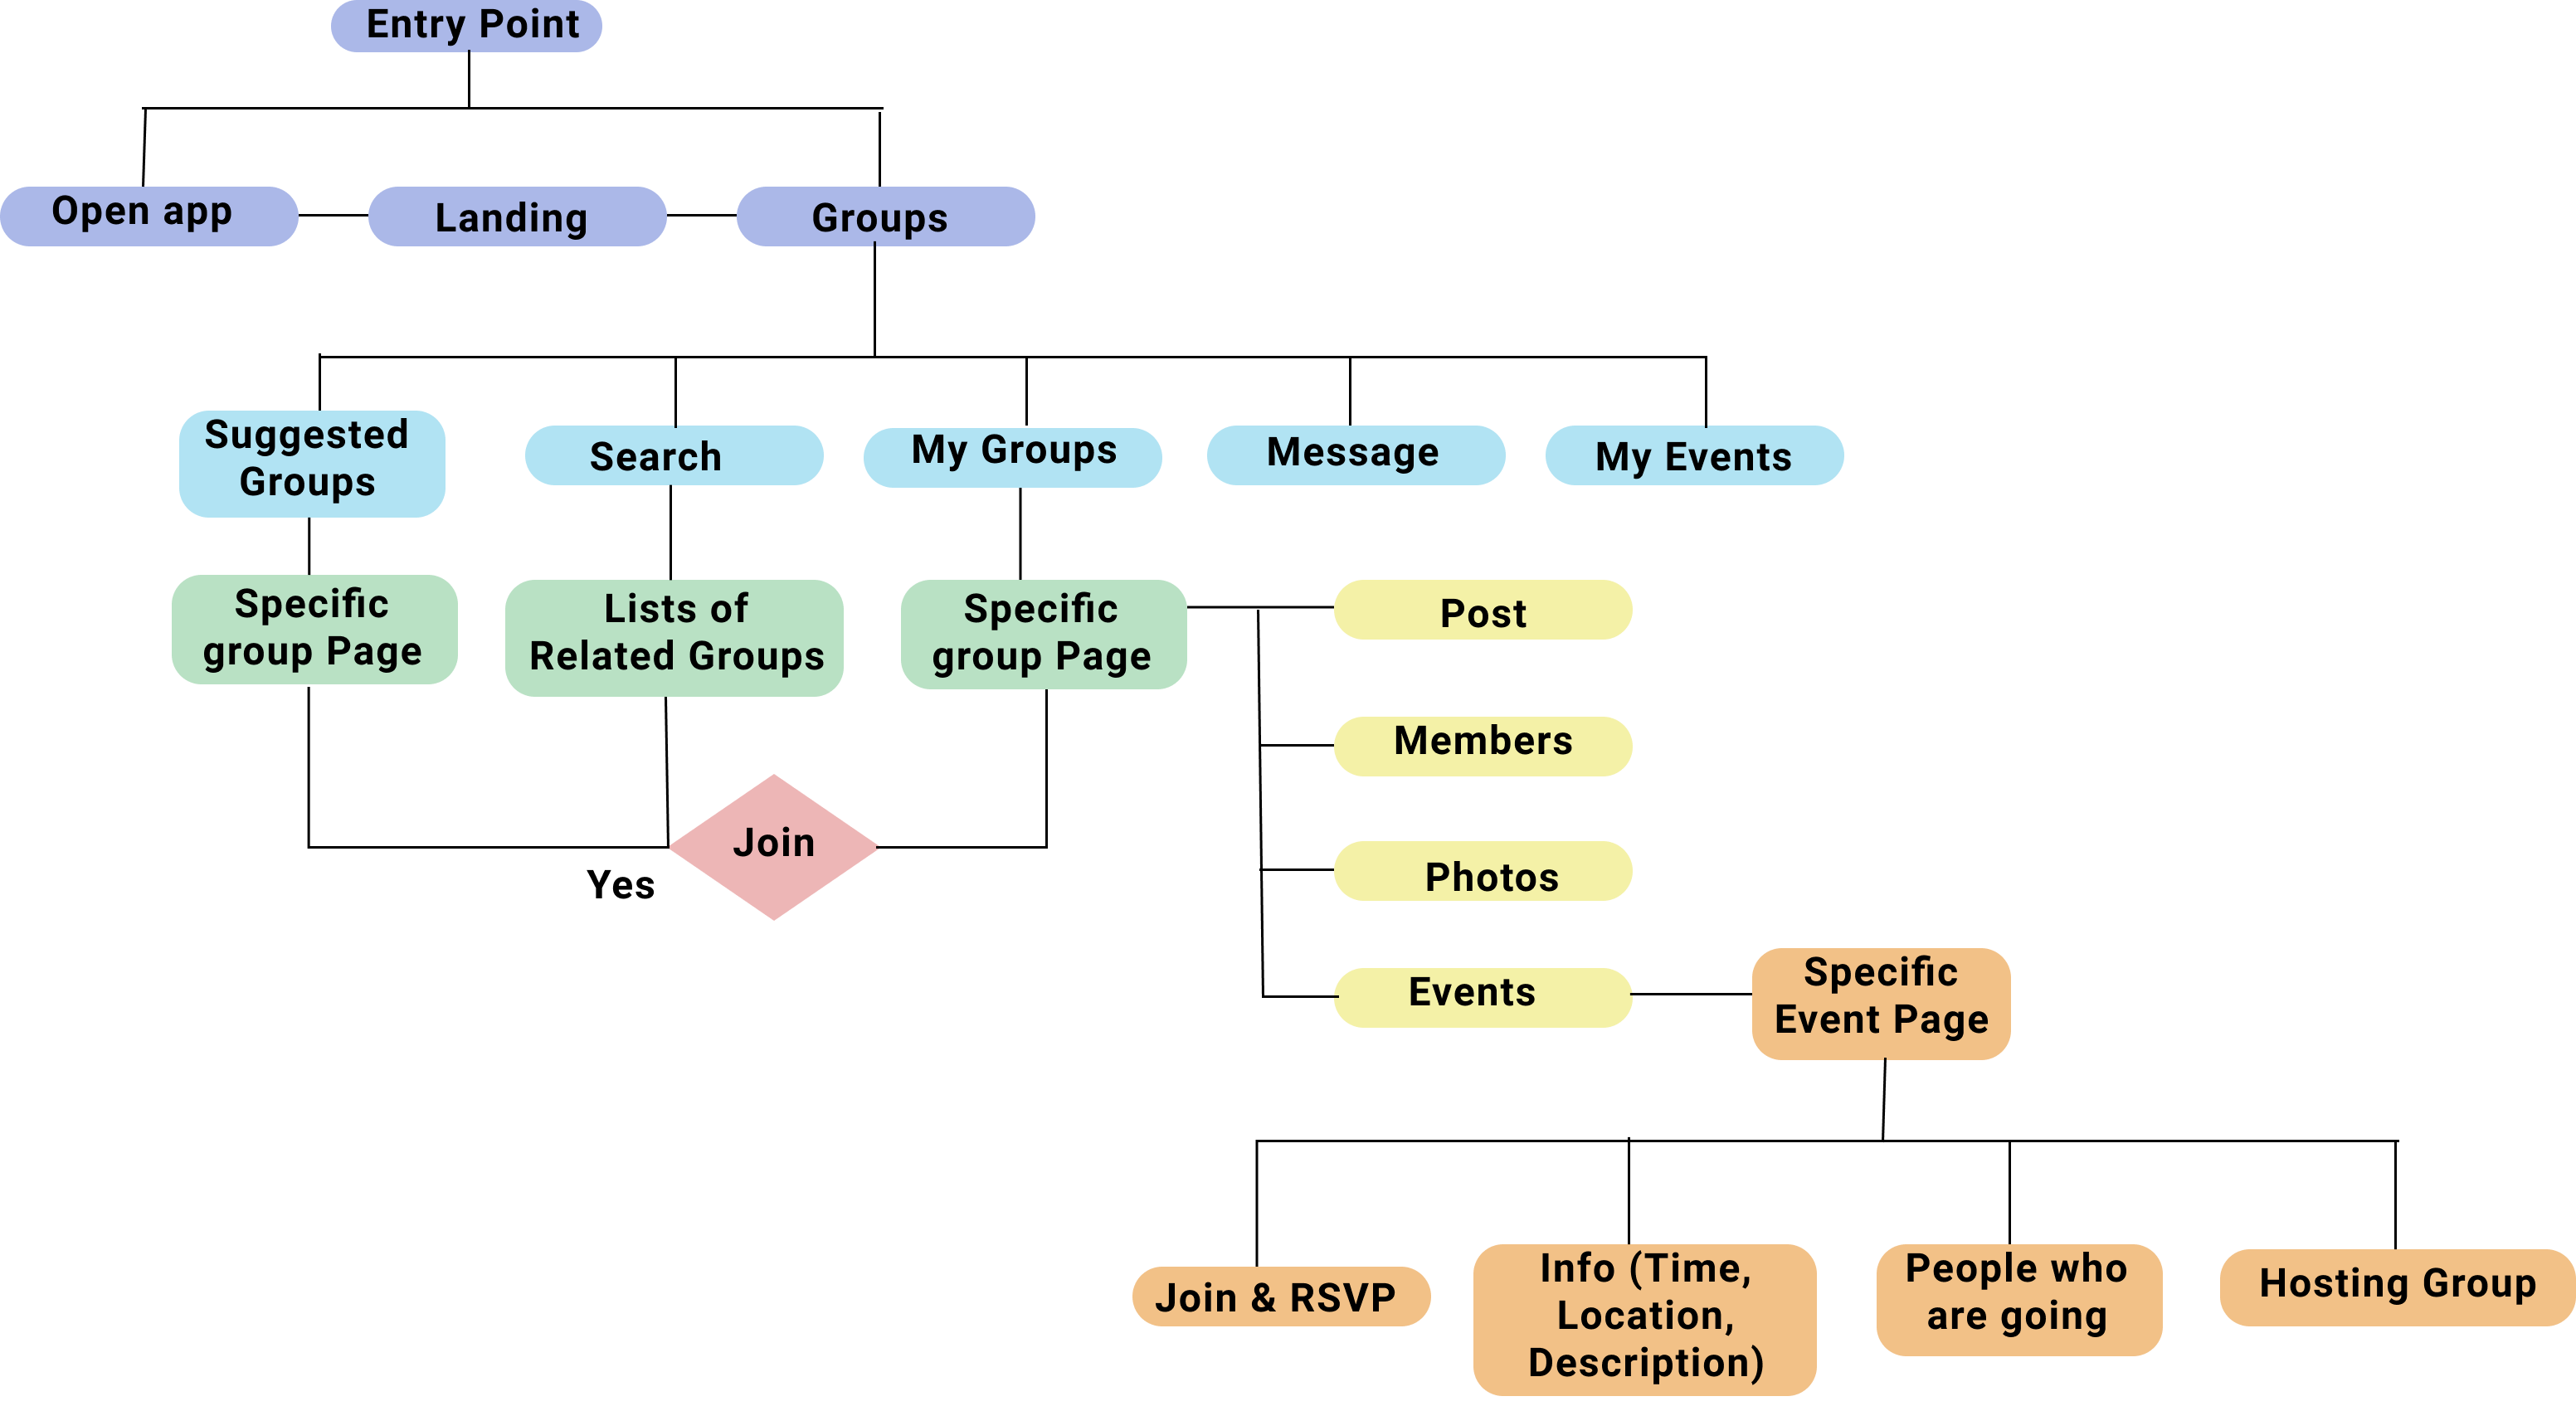 Entry Point
Open app
Landing
Groups
Suggested
Groups
Search
My Groups
Message
My Events
Specific
group Page
Lists of
Related Groups
Specific
group Page
Post
Members
Photos
Events
Join
Yes
Specific
Event Page
Join & RSVP
Info (Time,
Location,
Description)
People who
are going
Hosting Group